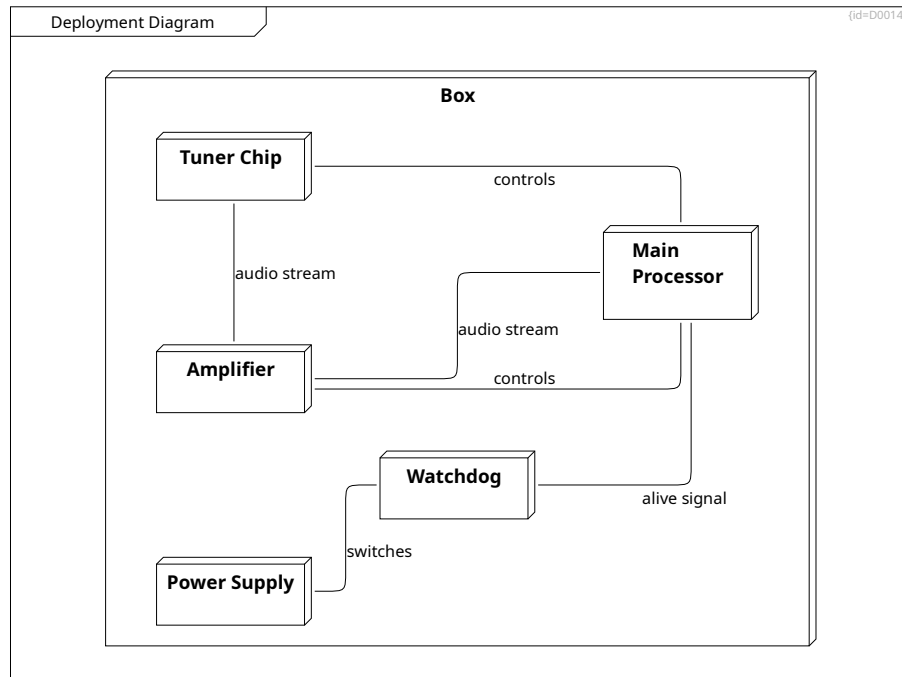 Deployment Diagram
{id=D0014
Box
Tuner Chip
controls
Main
Processor
audio stream
audio stream
Amplifier
controls
Watchdog
alive signal
switches
Power Supply